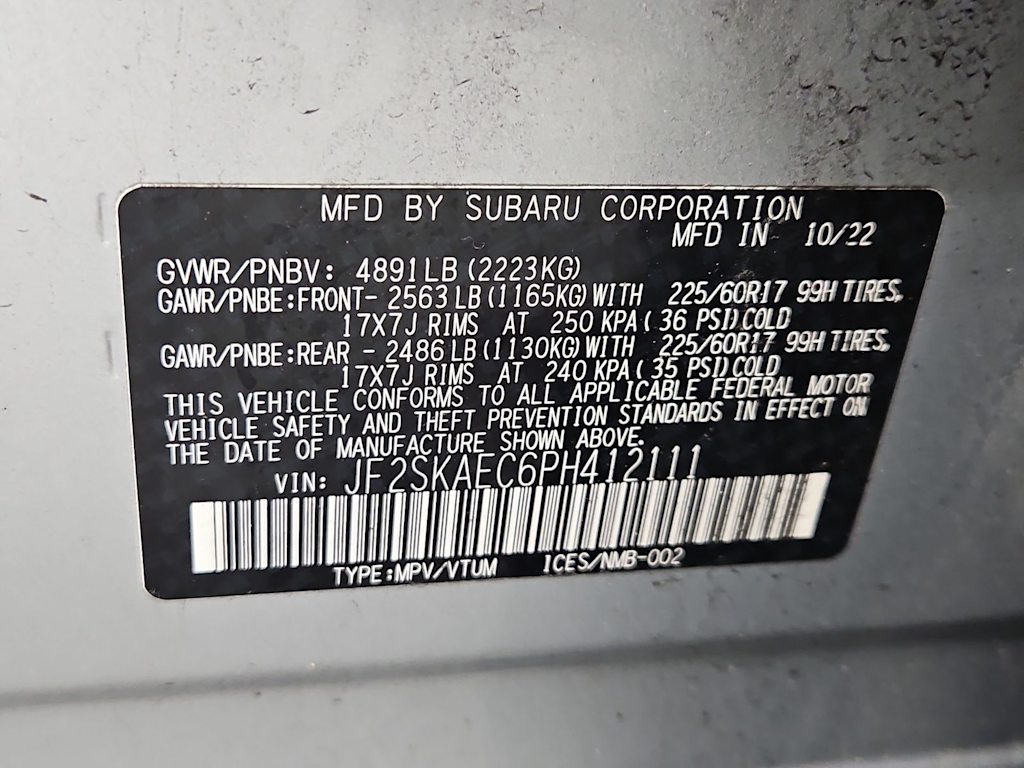 MFD BY SUBARU CORPORATION
MFD IN 10/22
GVWR/PNBV: 4891LB (2223KG)
GAWR/PNBE:FRONT- 2563LB (1165KG) WITH 225/60R17 99H TIRES,
17X7J RIMS AT 250 KPA ( 36 PSI) COLD
GAWR/PNBE:REAR - 2486LB (1130KG) WITH 225/60R17 99H TIRES,
17X7J RIMS AT 240 KPA ( 35 PSI) COLD
THIS VEHICLE CONFORMS TO ALL APPLICABLE FEDERAL MOTOR
VEHICLE SAFETY AND THEFT PREVENTION STANDARDS IN EFFECT ON
THE DATE OF MANUFACTURE SHOWN ABOVE.
VIN: JF2SKAEC6PH412111
TYPE:MPV/VTUM ICES/NMB-002